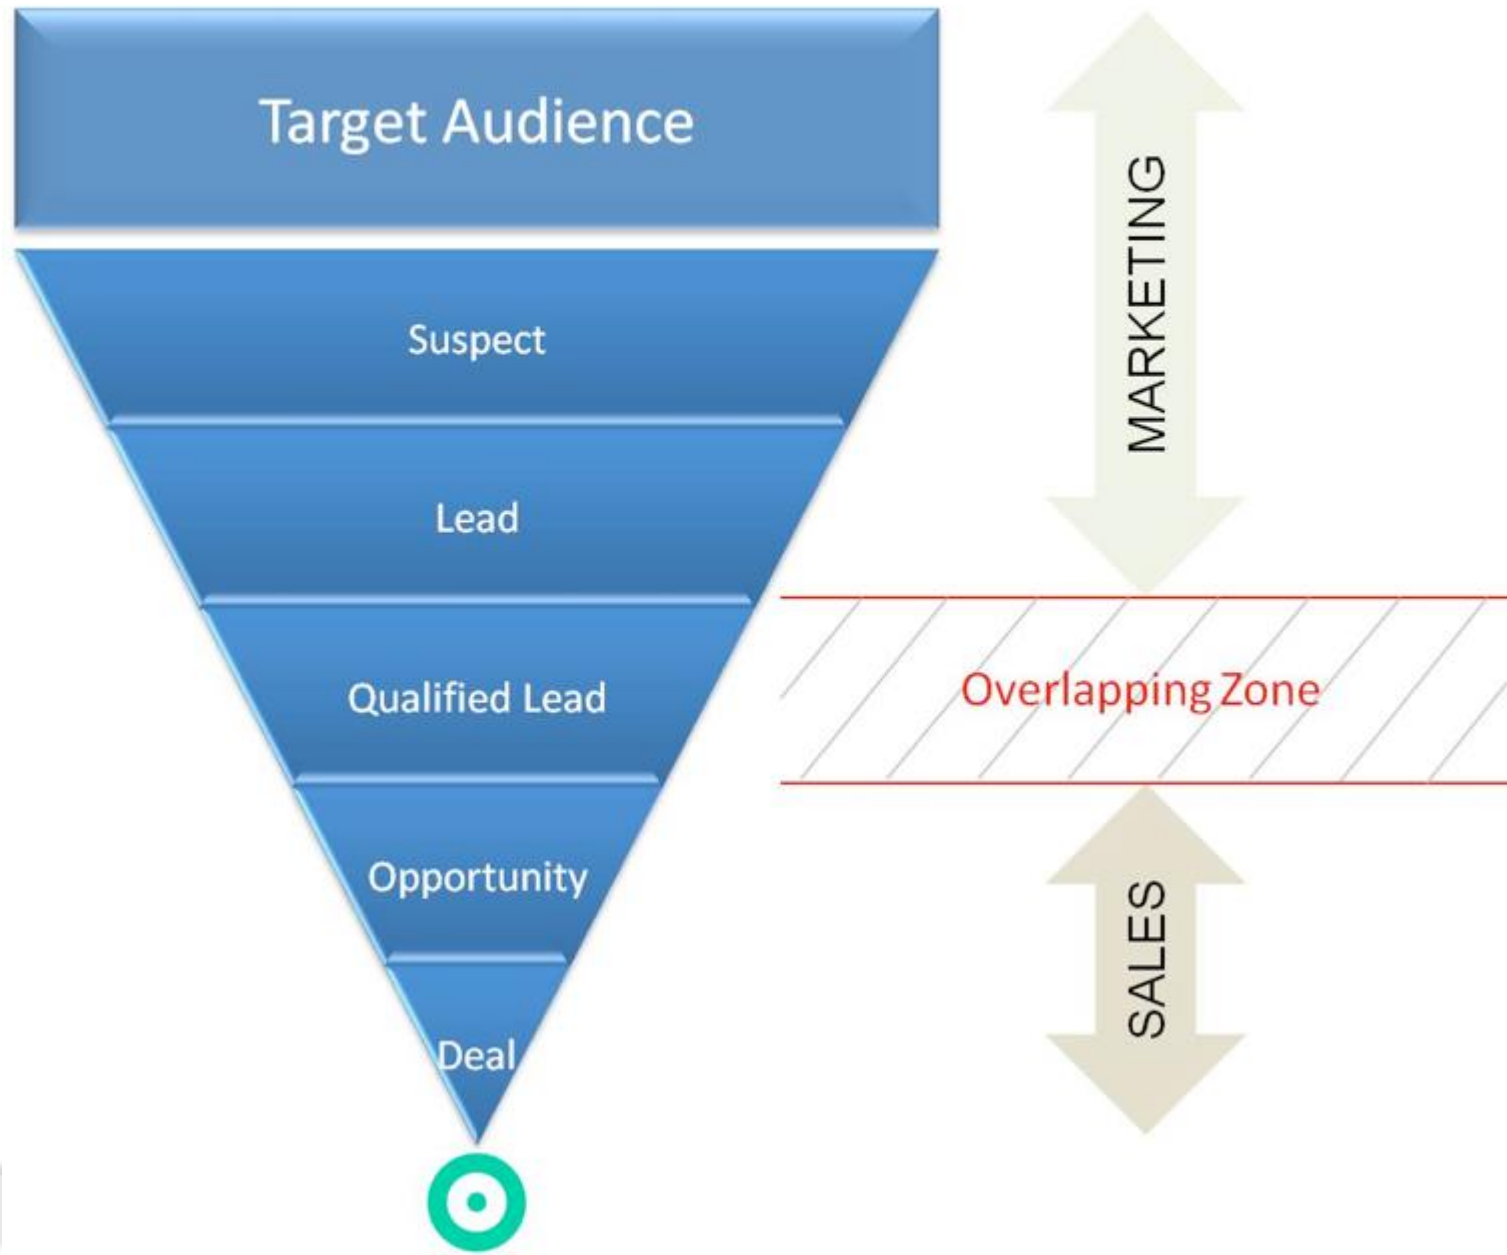 Target Audience
Suspect
Lead
Qualified Lead
Opportunity
Deal
MARKETING
Overlapping Zone
SALES